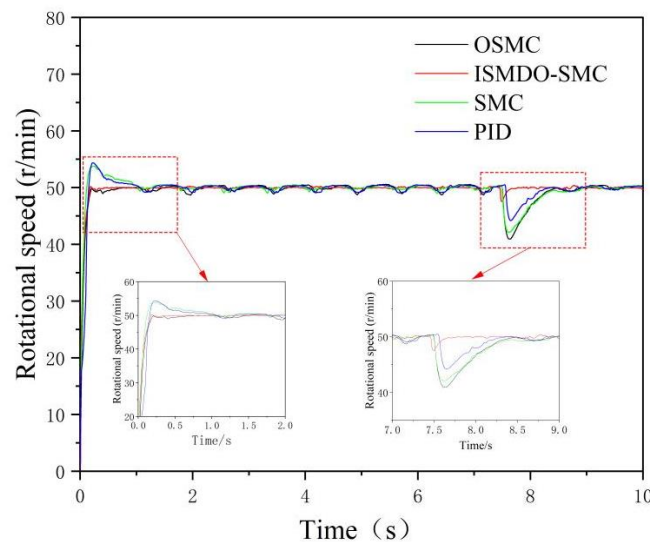 80
70
60
50
40
30
20
10
0
Rotational speed (r/min)
OSMC
ISMDO-SMC
SMC
PID
60
50
40
30
20
Rotational speed (r/min)
0.0 0.5 1.0 1.5 2.0
Time/s
60
50
40
Rotational speed (r/min)
7.0 7.5 8.0 8.5 9.0
Time/s
0 2 4 6 8 10
Time（s）